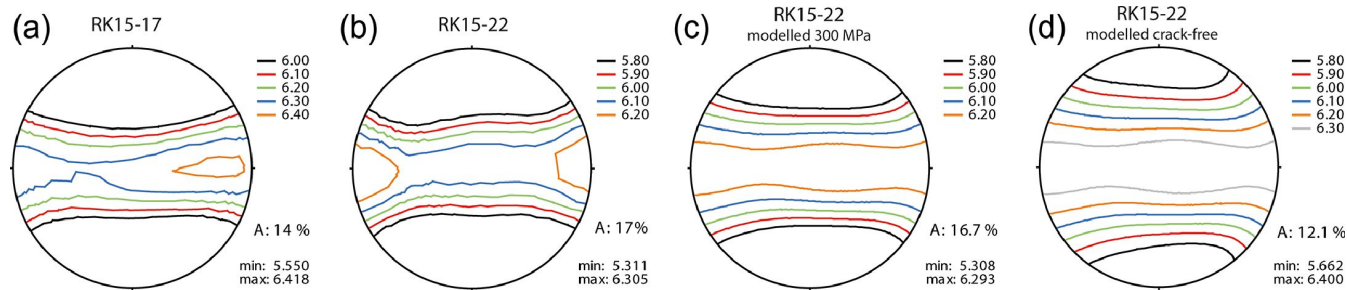 (a)
RK15-17
6.00
6.10
6.20
6.30
6.40
A: 14 %
min: 5.550
max: 6.418
(b)
RK15-22
5.80
5.90
6.00
6.10
6.20
A: 17%
min: 5.311
max: 6.305
(c)
RK15-22
modelled 300 MPa
5.80
5.90
6.00
6.10
6.20
A: 16.7 %
min: 5.308
max: 6.293
(d)
RK15-22
modelled crack-free
5.80
5.90
6.00
6.10
6.20
6.30
A: 12.1 %
min: 5.662
max: 6.400